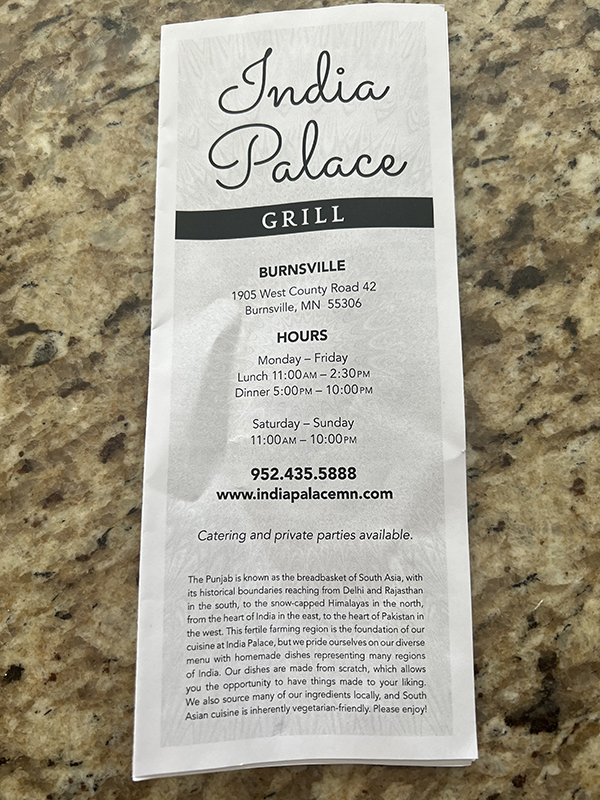 India
Palace
GRILL
BURNSVILLE
1905 West County Road 42
Burnsville, MN 55306
HOURS
Monday – Friday
Lunch 11:00AM – 2:30PM
Dinner 5:00PM – 10:00PM
Saturday – Sunday
11:00AM – 10:00PM
952.435.5888
www.indiapalacemn.com
Catering and private parties available.
The Punjab is known as the breadbasket of South Asia, with
its historical boundaries reaching from Delhi and Rajasthan
in the south, to the snow-capped Himalayas in the north,
from the heart of India in the east, to the heart of Pakistan in
the west. This fertile farming region is the foundation of our
cuisine at India Palace, but we pride ourselves on our diverse
menu with homemade dishes representing many regions
of India. Our dishes are made from scratch, which allows
you the opportunity to have things made to your liking.
We also source many of our ingredients locally, and South
Asian cuisine is inherently vegetarian-friendly. Please enjoy!